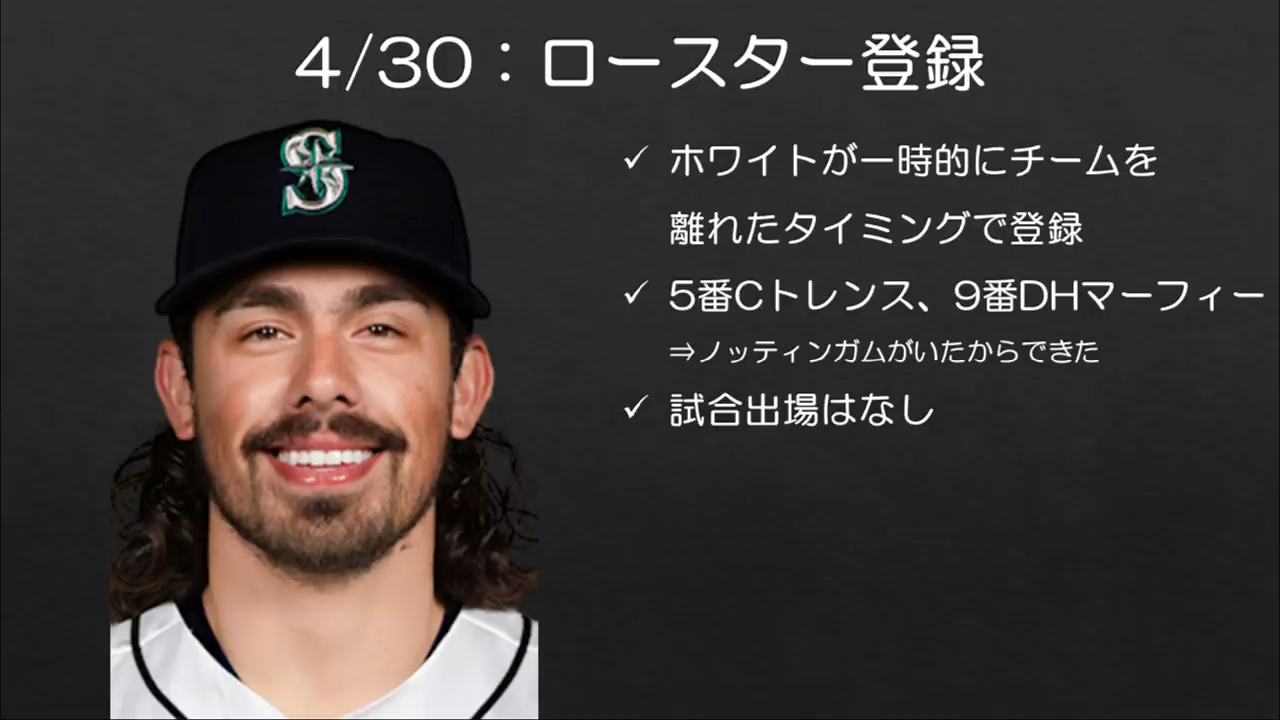 4/30：ロースター登録
✓ ホワイトが一時的にチームを
離れたタイミングで登録
✓ 5番Cトレンス、9番DHマーフィー
⇒ノッティンガムがいたからできた
✓ 試合出場はなし
S